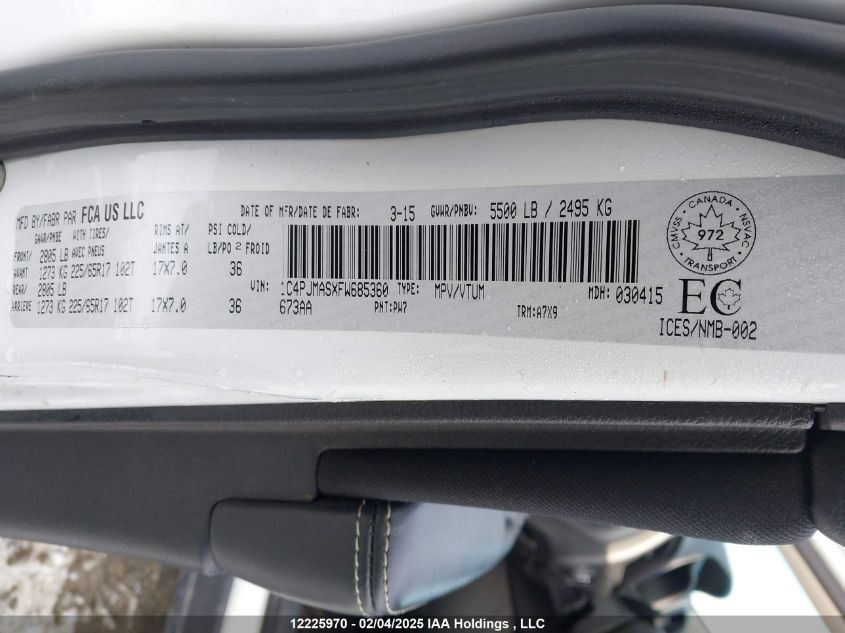 MFD BY/FABR PAR FCA US LLC
DATE OF MFR/DATE DE FABR: 3-15 GVWR/PNBV: 5500 LB / 2495 KG
GAWR/PNBE WITH TIRES/ RIMS AT/ PSI COLD/
FRONT/ 2805 LB AVEC PNEUS JANTES A LB/PO 2 FROID
AVANT 1273 KG 225/65R17 102T 17X7.0 36
REAR/ 2805 LB
ARRIERE 1273 KG 225/65R17 102T 17X7.0 36
VIN: 1C4PJMASXFW685360 TYPE: MPV/VTUM MDH: 030415
673AA PNT:PW7 TRM:A7X9
CMVSS · CANADA · NSVAC
972
TRANSPORT
EC
ICES/NMB-002
12225970 - 02/04/2025 IAA Holdings , LLC